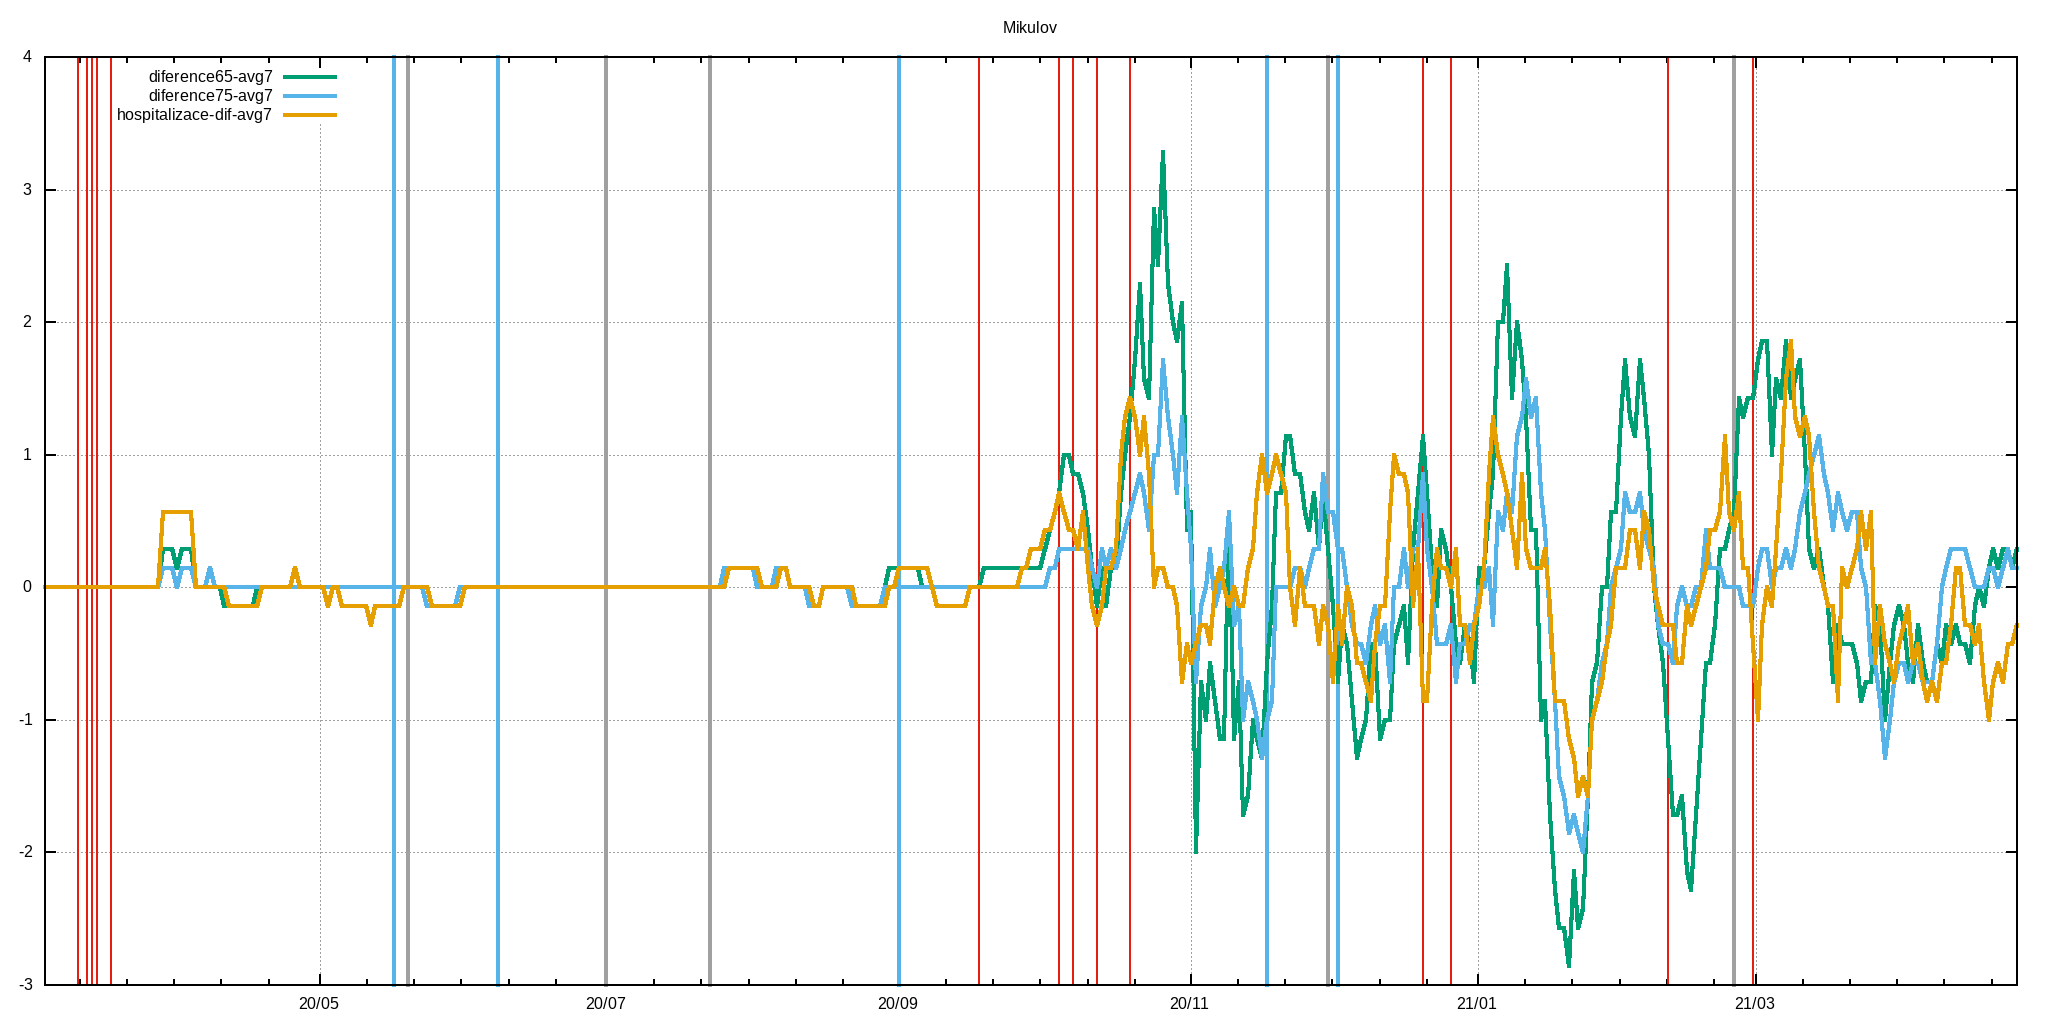 Mikulov
4
diference65-avg7
diference75-avg7
hospitalizace-dif-avg7
3
2
1
0
-1
-2
-3
20/05 20/07 20/09 20/11 21/01 21/03